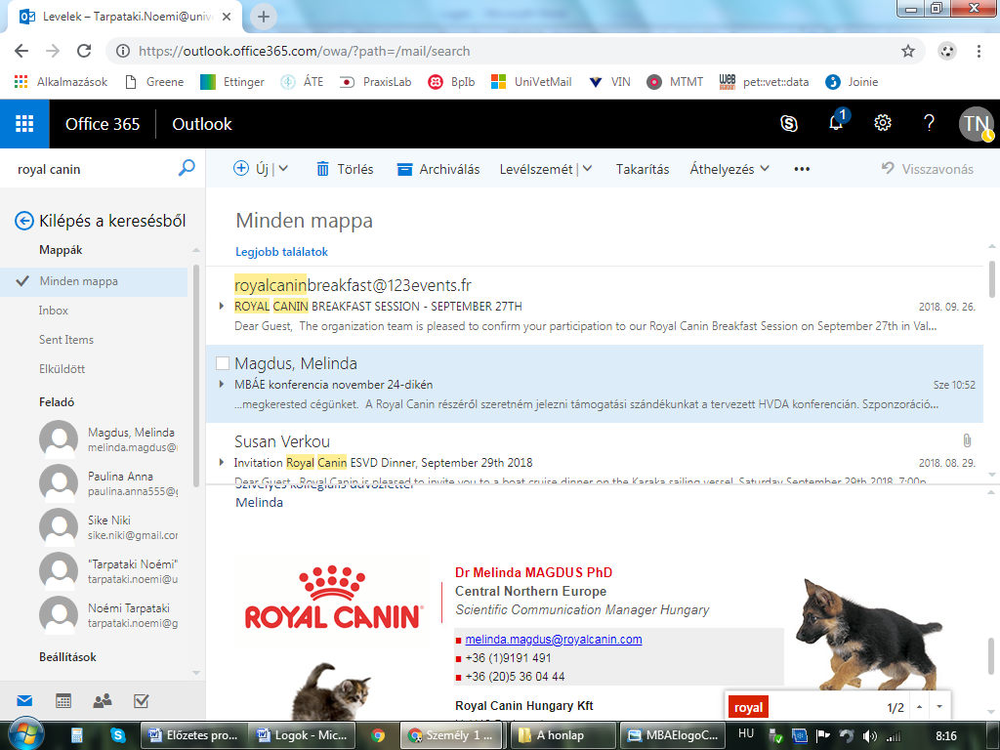 Levelek – Tarpataki.Noemi@univ
https://outlook.office365.com/owa/?path=/mail/search
Alkalmazások Greene Ettinger ÁTE PraxisLab BpIb UniVetMail VIN MTMT pet::vet::data Joinie
Office 365 Outlook 1 TN
royal canin
Új Törlés Archiválás Levélszemét Takarítás Áthelyezés ••• Visszavonás
Kilépés a keresésből
Mappák
Minden mappa
Inbox
Sent Items
Elküldött
Feladó
Magdus, Melinda
melinda.magdus@
Paulina Anna
paulina.anna555@g
Sike Niki
sike.niki@gmail.cor
"Tarpataki Noémi"
tarpataki.noemi@u
Noémi Tarpataki
tarpataki.noemi@g
Beállítások
Minden mappa
Legjobb találatok
royalcaninbreakfast@123events.fr
ROYAL CANIN BREAKFAST SESSION - SEPTEMBER 27TH 2018. 09. 26.
Dear Guest, The organization team is pleased to confirm your participation to our Royal Canin Breakfast Session on September 27th in Val...
Magdus, Melinda
MBÁE konferencia november 24-dikén Sze 10:52
...megkerested cégünket. A Royal Canin részéről szeretném jelezni támogatási szándékunkat a tervezett HVDA konferencián. Szponzoráció...
Susan Verkou
Invitation Royal Canin ESVD Dinner, September 29th 2018 2018. 08. 29.
Dear Guest, Royal Canin is pleased to invite you to a boat cruise dinner on the Karaka sailing vessel, Saturday September 29th 2018, 7:00p...
Melinda
ROYAL CANIN
Dr Melinda MAGDUS PhD
Central Northern Europe
Scientific Communication Manager Hungary
melinda.magdus@royalcanin.com
+36 (1)9191 491
+36 (20)5 36 04 44
Royal Canin Hungary Kft
royal 1/2
Előzetes pro... Logok - Mic... Személy 1 ... A honlap MBAElogoC... HU 8:16